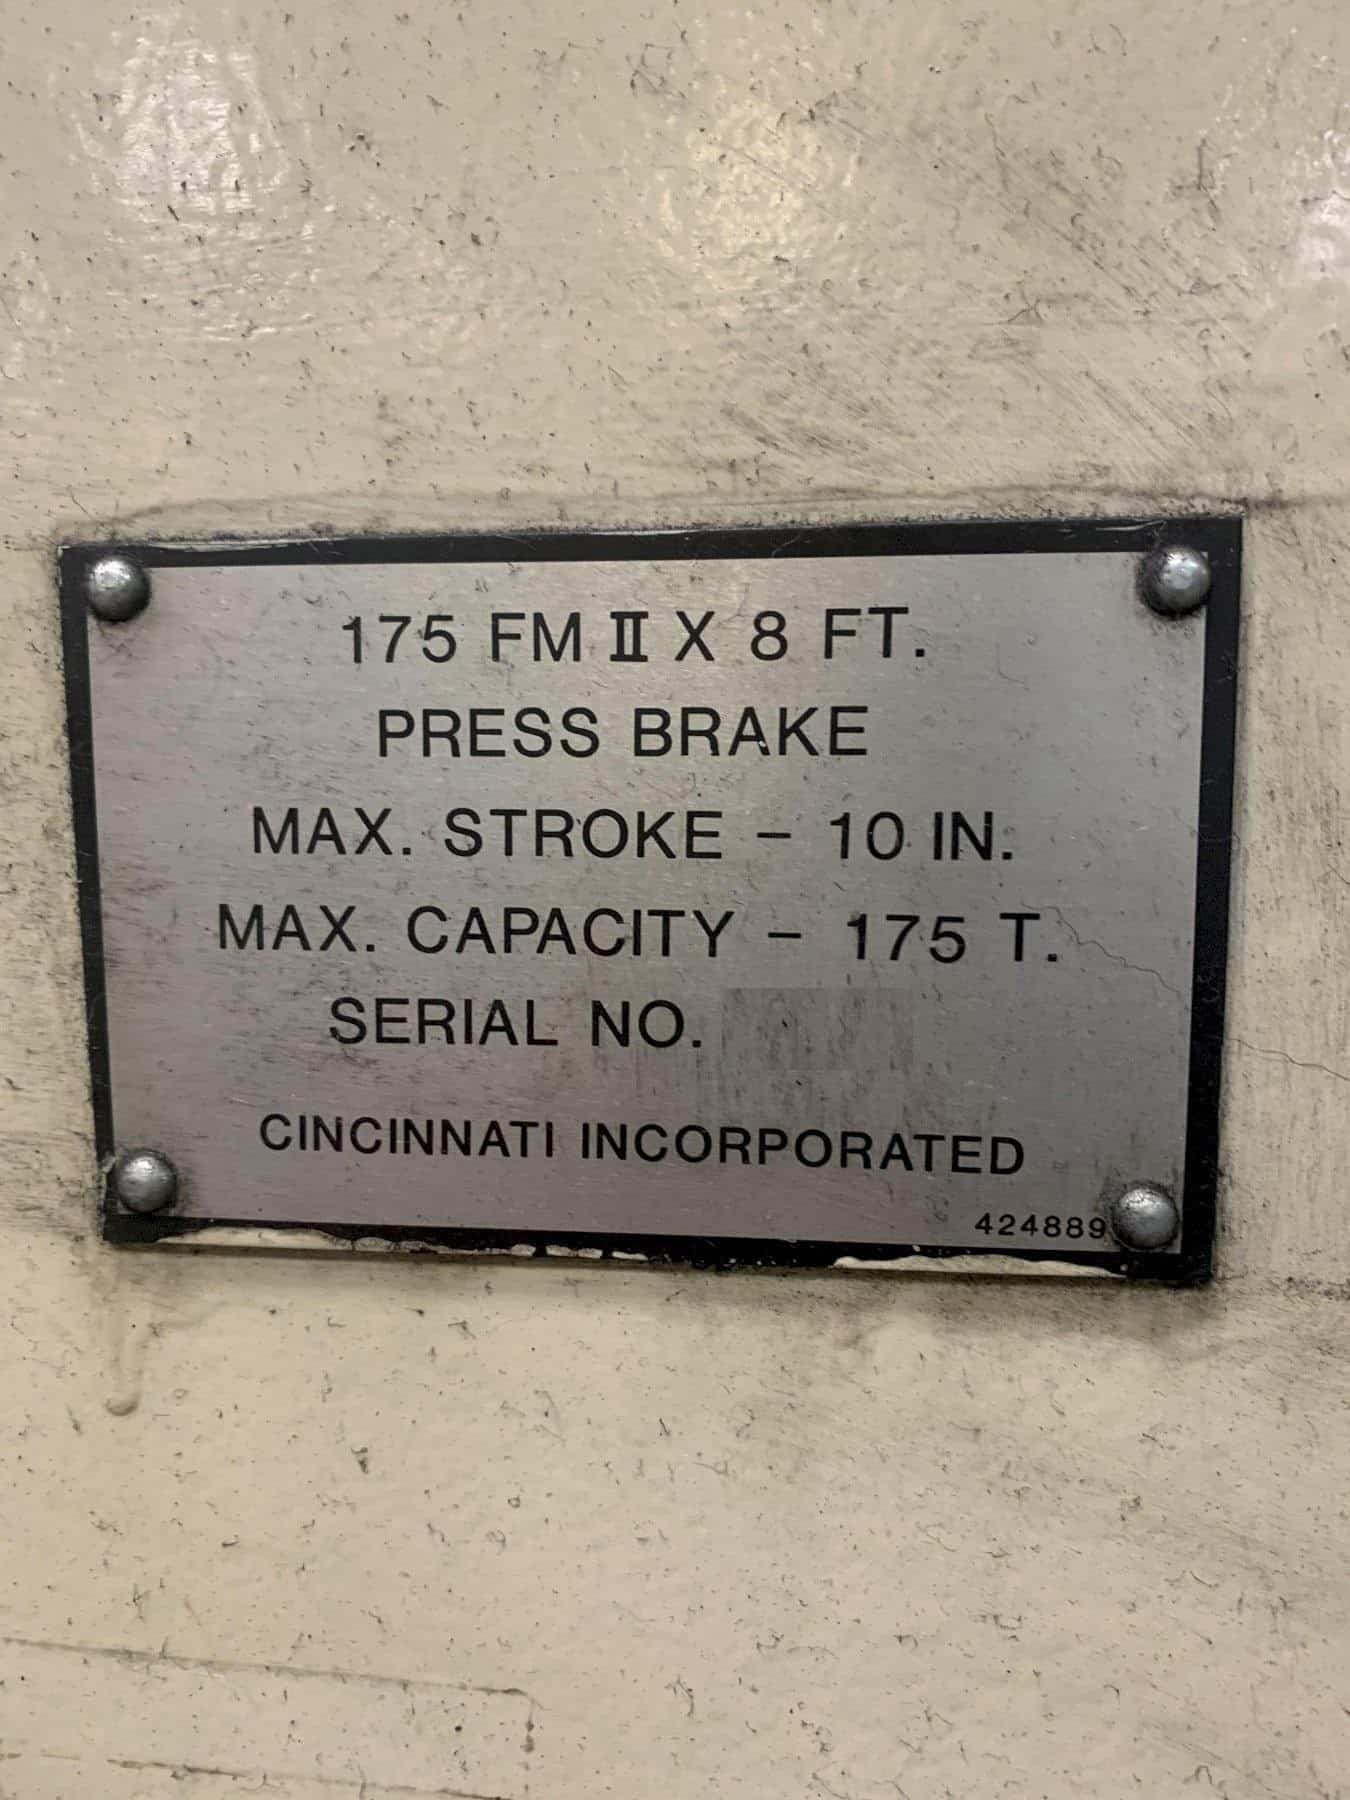 175 FM II X 8 FT.
PRESS BRAKE
MAX. STROKE – 10 IN.
MAX. CAPACITY – 175 T.
SERIAL NO.
CINCINNATI INCORPORATED
424889